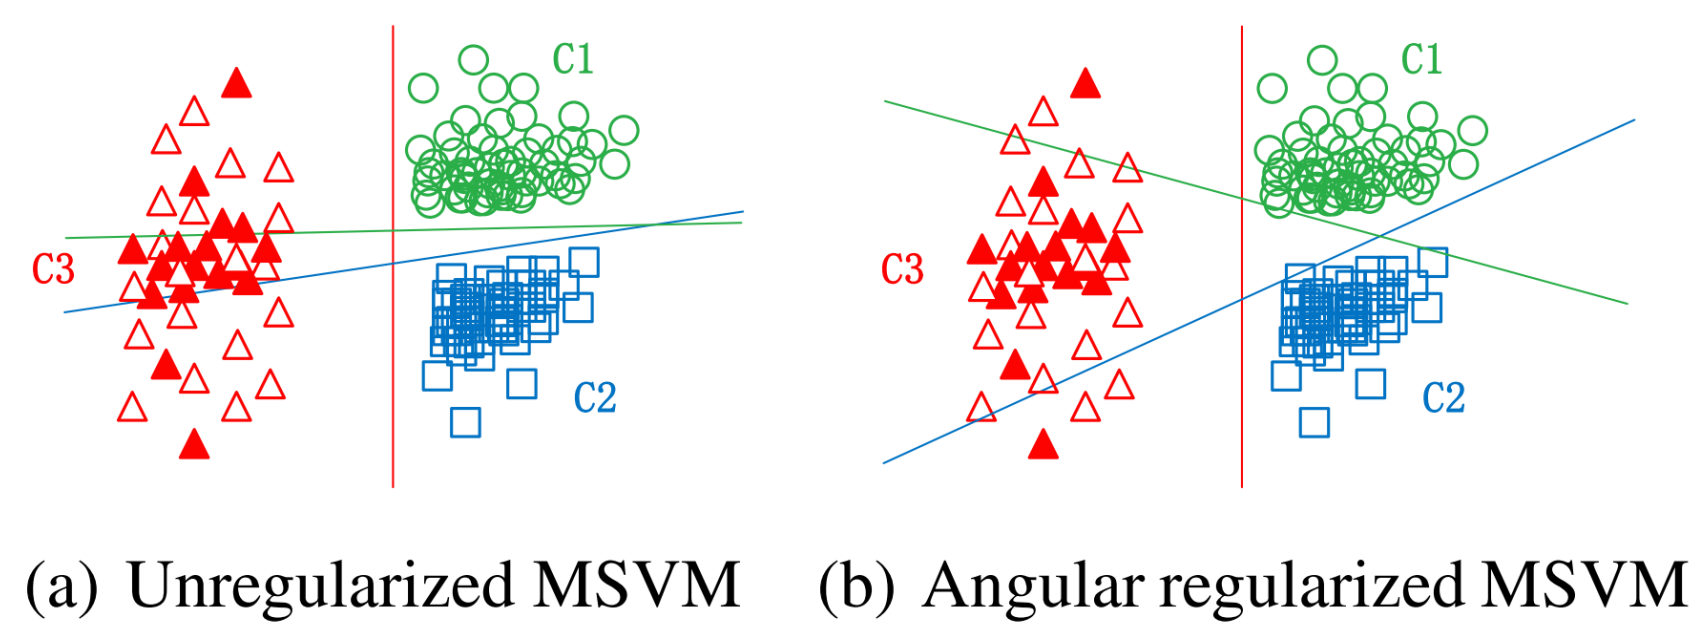 C1
C3
C2
C1
C3
C2
(a) Unregularized MSVM
(b) Angular regularized MSVM